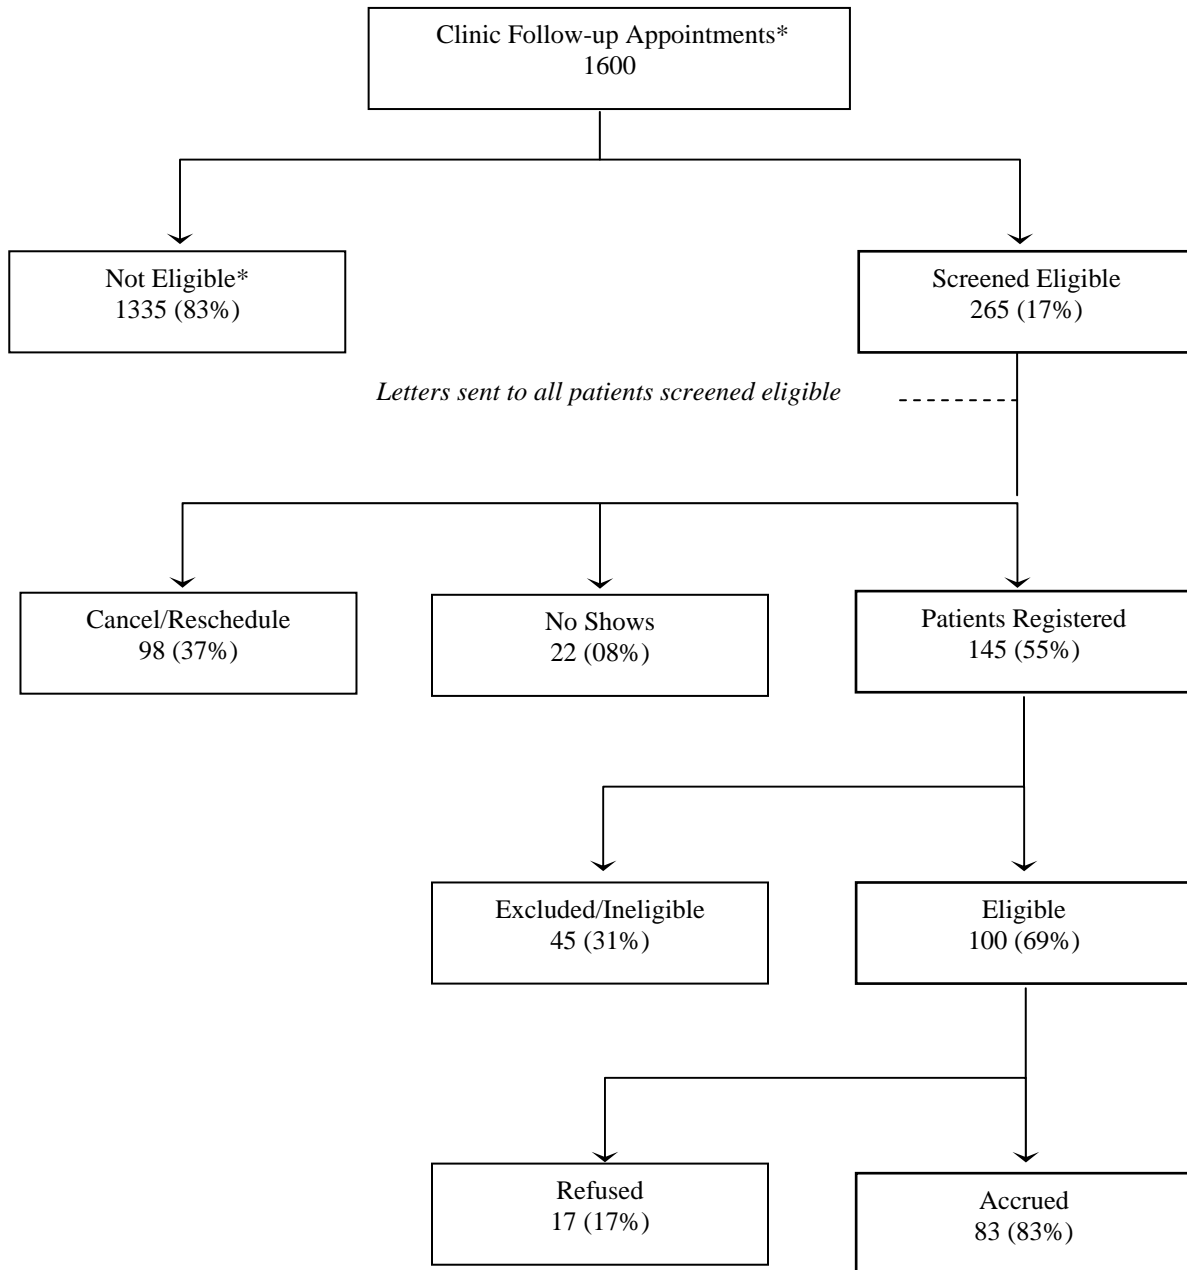 Clinic Follow-up Appointments*
1600
Not Eligible*
1335 (83%)
Screened Eligible
265 (17%)
Letters sent to all patients screened eligible
Cancel/Reschedule
98 (37%)
No Shows
22 (08%)
Patients Registered
145 (55%)
Excluded/Ineligible
45 (31%)
Eligible
100 (69%)
Refused
17 (17%)
Accrued
83 (83%)